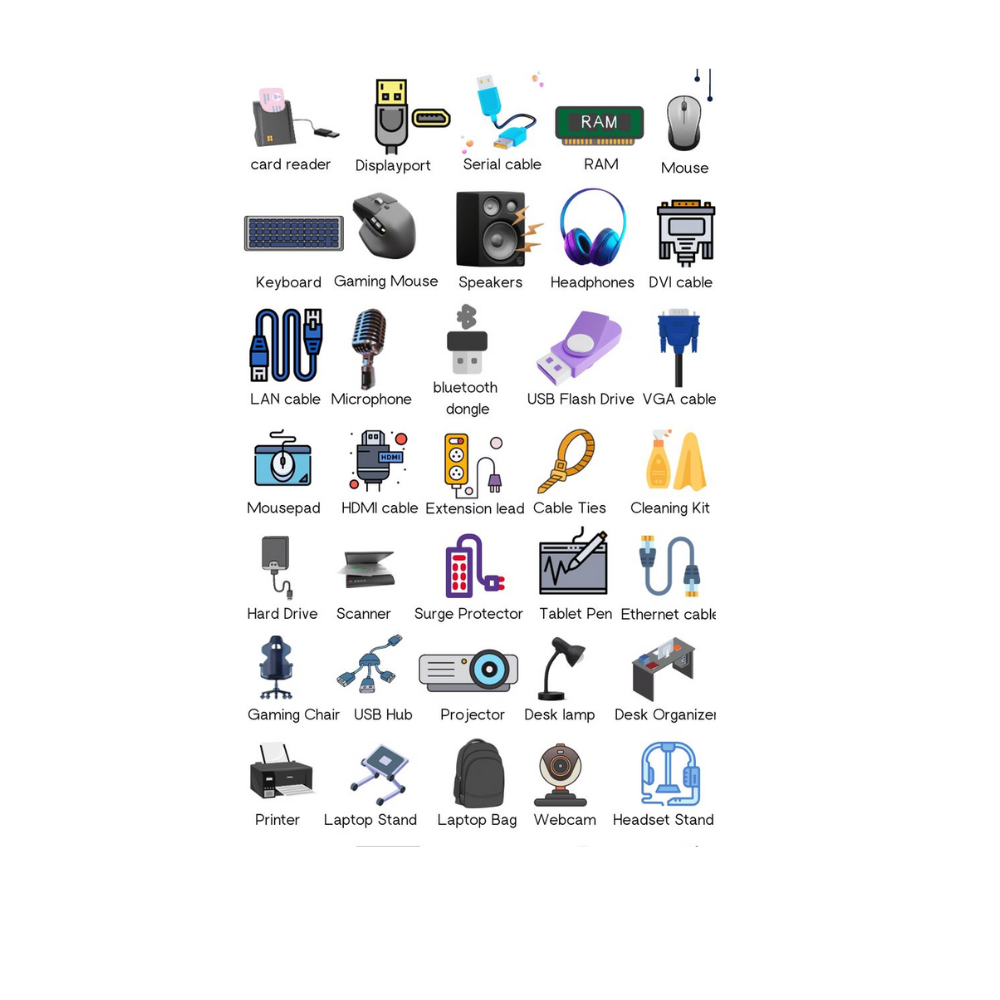 card reader
Displayport
Serial cable
RAM
RAM
Mouse
Keyboard
Gaming Mouse
Speakers
Headphones
DVI cable
LAN cable
Microphone
bluetooth
dongle
USB Flash Drive
VGA cable
HDMI
Mousepad
HDMI cable
Extension lead
Cable Ties
Cleaning Kit
Hard Drive
Scanner
Surge Protector
Tablet Pen
Ethernet cable
Gaming Chair
USB Hub
Projector
Desk lamp
Desk Organizer
Printer
Laptop Stand
Laptop Bag
Webcam
Headset Stand